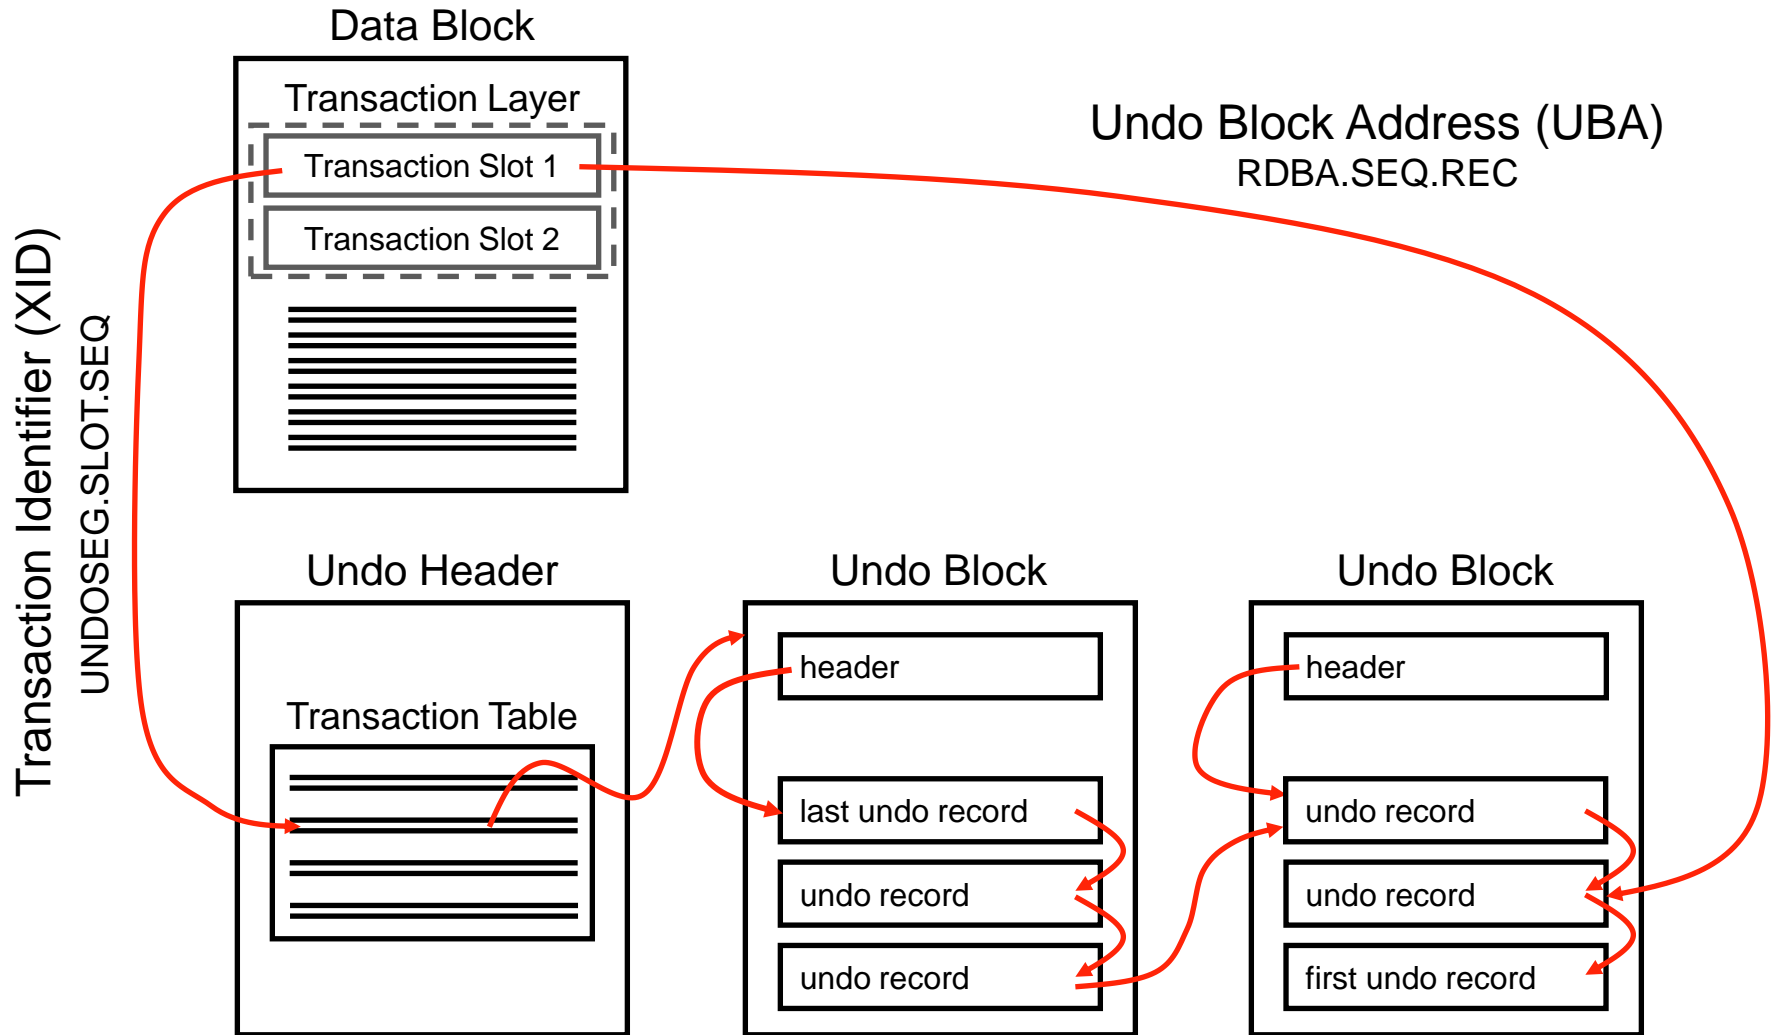 Data Block
Transaction Layer
Transaction Slot 1
Transaction Slot 2
Undo Block Address (UBA)
RDBA.SEQ.REC
Transaction Identifier (XID)
UNDOSEG.SLOT.SEQ
Undo Header
Transaction Table
Undo Block
header
last undo record
undo record
undo record
Undo Block
header
undo record
undo record
first undo record